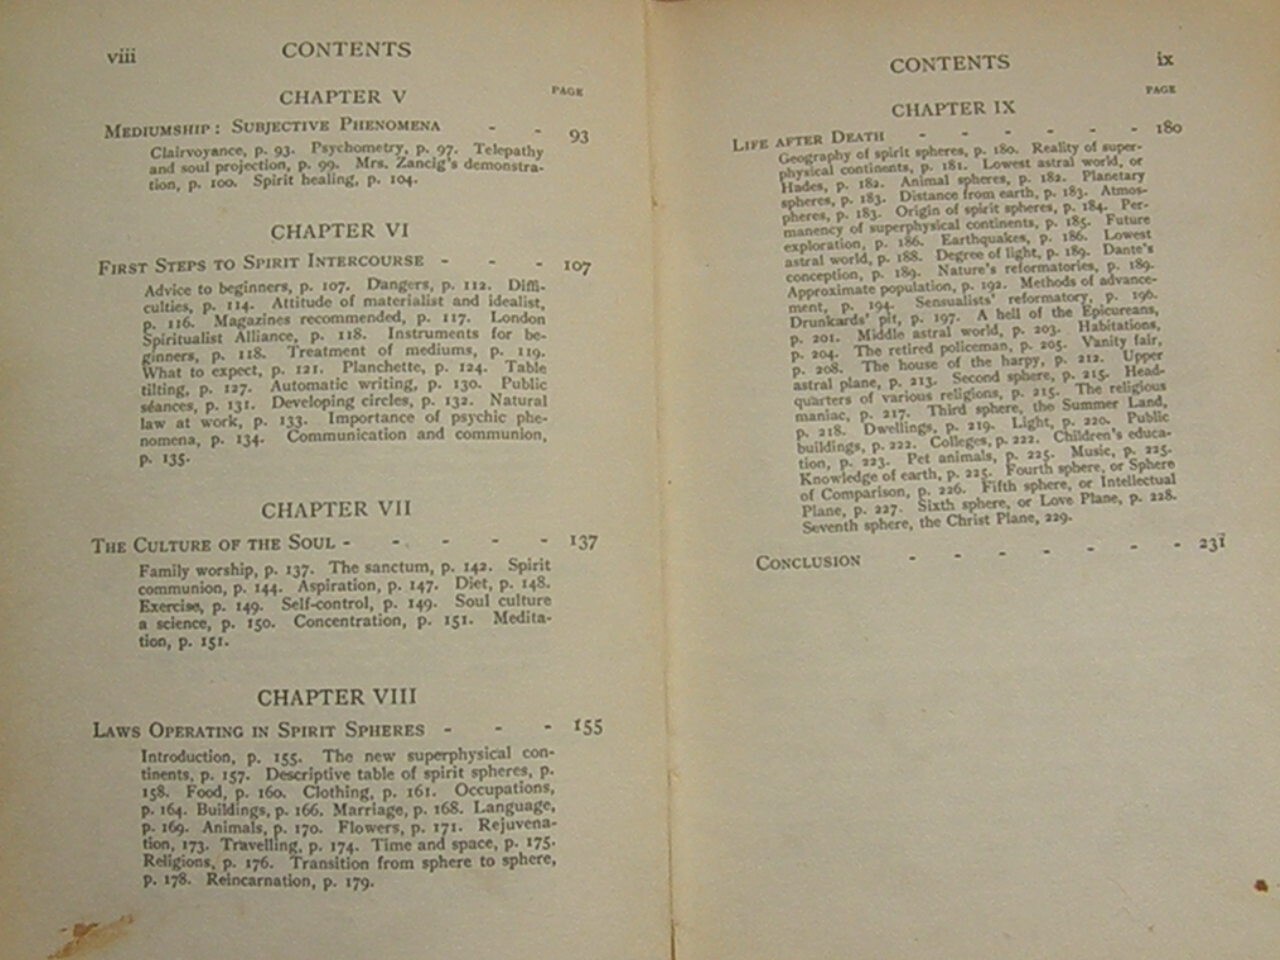 viii
CONTENTS
CHAPTER V
PAGE
MEDIUMSHIP: SUBJECTIVE PHENOMENA - - 93
Clairvoyance, p. 93. Psychometry, p. 97. Telepathy
and soul projection, p. 99. Mrs. Zancig's demonstra-
tion, p. 100. Spirit healing, p. 104.
CHAPTER VI
FIRST STEPS TO SPIRIT INTERCOURSE - - - 107
Advice to beginners, p. 107. Dangers, p. 112. Diffi-
culties, p. 114. Attitude of materialist and idealist,
p. 116. Magazines recommended, p. 117. London
Spiritualist Alliance, p. 118. Instruments for be-
ginners, p. 118. Treatment of mediums, p. 119.
What to expect, p. 121. Planchette, p. 124. Table
tilting, p. 127. Automatic writing, p. 130. Public
séances, p. 131. Developing circles, p. 132. Natural
law at work, p. 133. Importance of psychic phe-
nomena, p. 134. Communication and communion,
p. 135.
CHAPTER VII
THE CULTURE OF THE SOUL - - - - - 137
Family worship, p. 137. The sanctum, p. 142. Spirit
communion, p. 144. Aspiration, p. 147. Diet, p. 148.
Exercise, p. 149. Self-control, p. 149. Soul culture
a science, p. 150. Concentration, p. 151. Medita-
tion, p. 151.
CHAPTER VIII
LAWS OPERATING IN SPIRIT SPHERES - - - 155
Introduction, p. 155. The new superphysical con-
tinents, p. 157. Descriptive table of spirit spheres, p.
158. Food, p. 160. Clothing, p. 161. Occupations,
p. 164. Buildings, p. 166. Marriage, p. 168. Language,
p. 169. Animals, p. 170. Flowers, p. 171. Rejuvena-
tion, 173. Travelling, p. 174. Time and space, p. 175.
Religions, p. 176. Transition from sphere to sphere,
p. 178. Reincarnation, p. 179.
CONTENTS
ix
PAGE
CHAPTER IX
LIFE AFTER DEATH - - - - - - 180
Geography of spirit spheres, p. 180. Reality of super-
physical continents, p. 181. Lowest astral world, or
Hades, p. 182. Animal spheres, p. 182. Planetary
spheres, p. 183. Distance from earth, p. 183. Atmos-
pheres, p. 183. Origin of spirit spheres, p. 184. Per-
manency of superphysical continents, p. 185. Future
exploration, p. 186. Earthquakes, p. 186. Lowest
astral world, p. 188. Degree of light, p. 189. Dante's
conception, p. 189. Nature's reformatories, p. 189.
Approximate population, p. 192. Methods of advance-
ment, p. 194. Sensualists' reformatory, p. 196.
Drunkards' pit, p. 197. A hell of the Epicureans,
p. 201. Middle astral world, p. 203. Habitations,
p. 204. The retired policeman, p. 205. Vanity fair,
p. 208. The house of the harpy, p. 212. Upper
astral plane, p. 213. Second sphere, p. 215. Head-
quarters of various religions, p. 215. The religious
maniac, p. 217. Third sphere, the Summer Land,
p. 218. Dwellings, p. 219. Light, p. 220. Public
buildings, p. 222. Colleges, p. 222. Children's educa-
tion, p. 223. Pet animals, p. 225. Music, p. 225.
Knowledge of earth, p. 225. Fourth sphere, or Sphere
of Comparison, p. 226. Fifth sphere, or Intellectual
Plane, p. 227. Sixth sphere, or Love Plane, p. 228.
Seventh sphere, the Christ Plane, 229.
CONCLUSION - - - - - - - 231